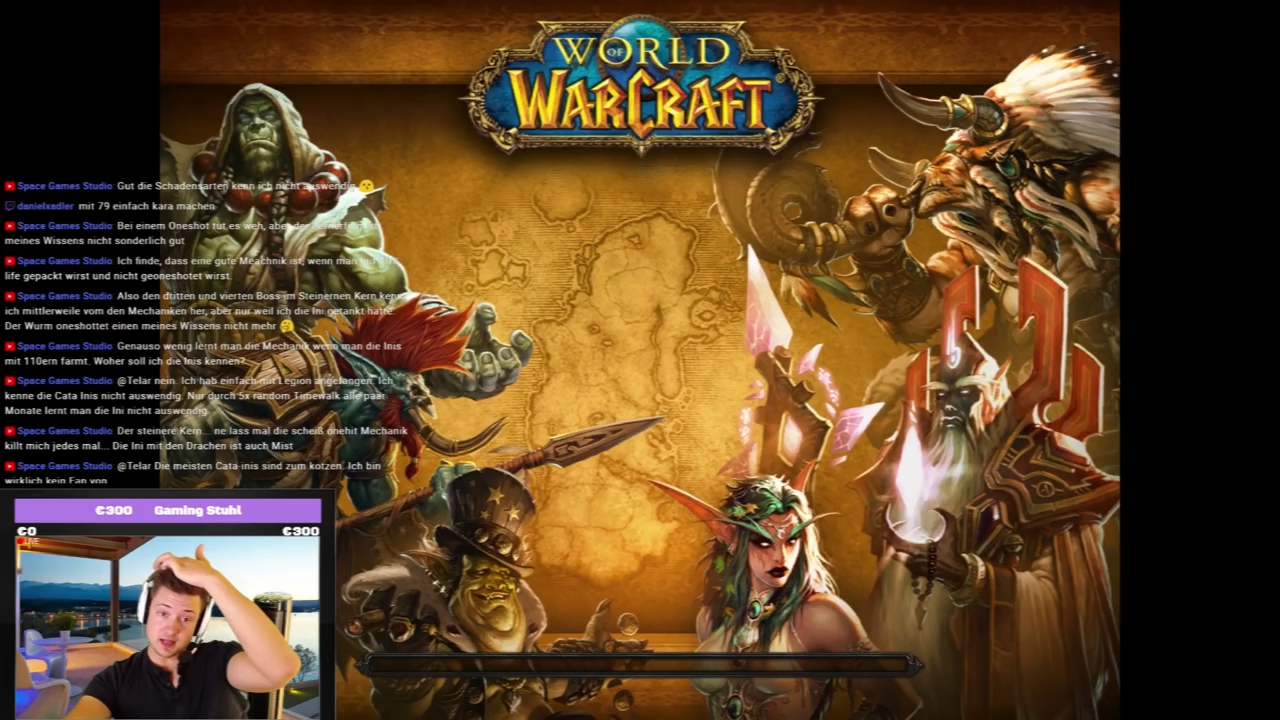 WORLD
OF
WARCRAFT
Space Games Studio Gut die Schadensarten kenn ich nicht auswendig
danielxadler mit 79 einfach kara machen
Space Games Studio Bei einem Oneshot tut es weh, aber der
meines Wissens nicht sonderlich gut
Space Games Studio Ich finde, dass eine gute Meachnik ist, wenn man
life gepackt wirst und nicht geoneshotet wirst.
Space Games Studio Also den dtitten und vierten Boss im Steinernen Kern kenn
ich mittlerweile vom den Mechaniken her, aber nur weil ich die Ini getankt hatte.
Der Wurm oneshottet einen meines Wissens nicht mehr
Space Games Studio Genauso wenig lernt man die Mechanik wenn man die Inis
mit 110ern farmt. Woher soll ich die Inis kennen?
Space Games Studio @Telar nein. Ich hab einfach mit Legion angefangen. Ich
kenne die Cata Inis nicht auswendig. Nur durch 5x random Timewalk alle paar
Monate lernt man die Ini nicht auswendig.
Space Games Studio Der steinere Kern... ne lass mal die scheiß onehit Mechanik
killt mich jedes mal... Die Ini mit den Drachen ist auch Mist
Space Games Studio @Telar Die meisten Cata-inis sind zum kotzen. Ich bin
wirklich kein Fan von
€300 Gaming Stuhl
€0 €300
LIVE